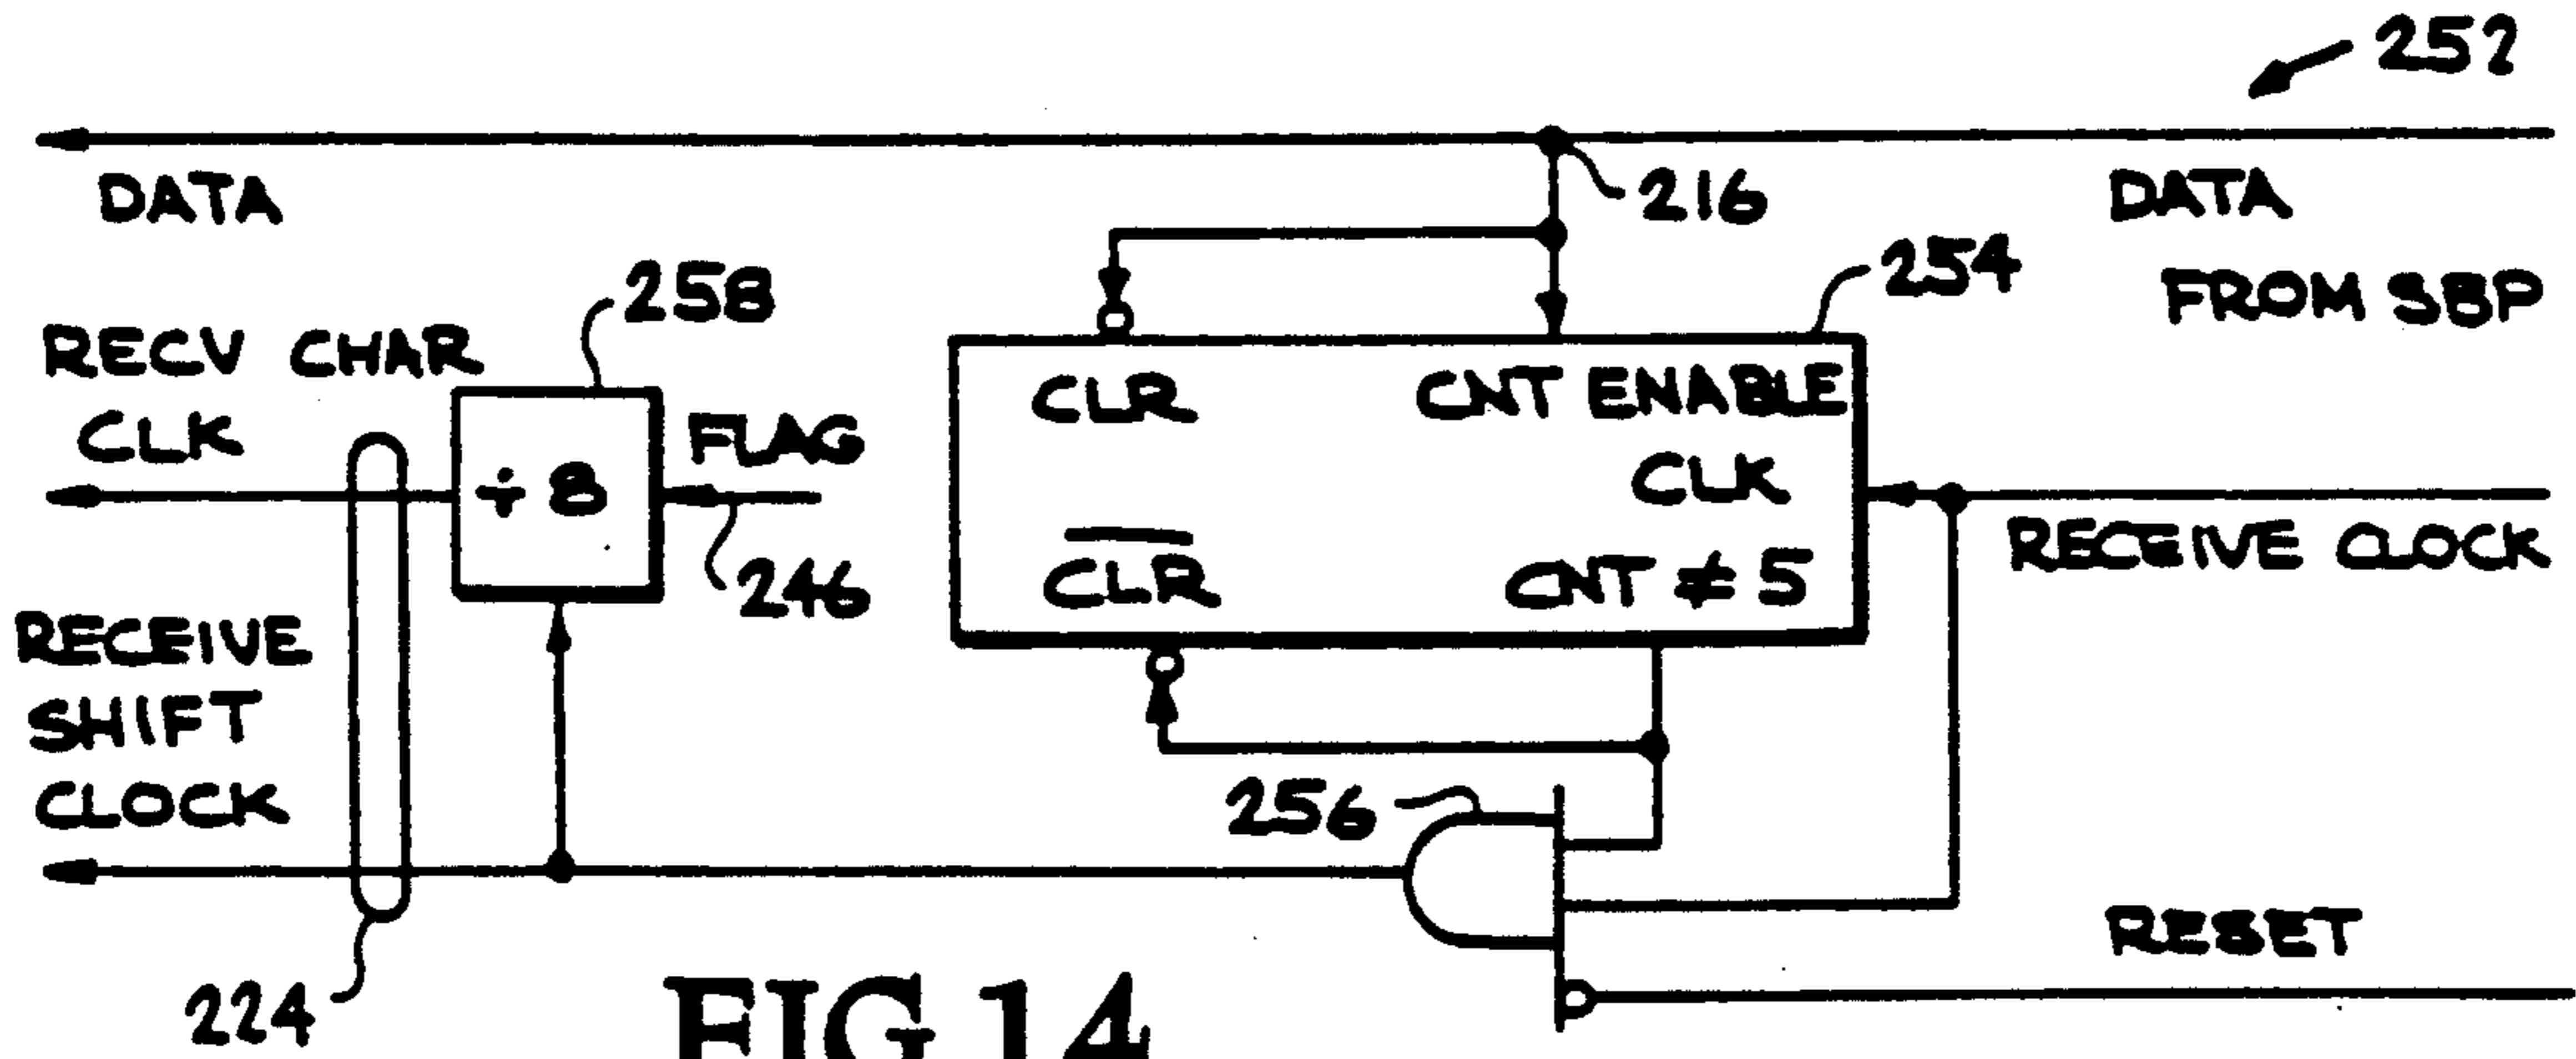 252
DATA
216
DATA
FROM SBP
254
258
RECV CHAR
CLK
÷ 8
FLAG
246
CLR
CNT ENABLE
CLK
C̅L̅R̅
CNT ≠ 5
RECEIVE CLOCK
RECEIVE
SHIFT
CLOCK
256
RESET
224
FIG 14